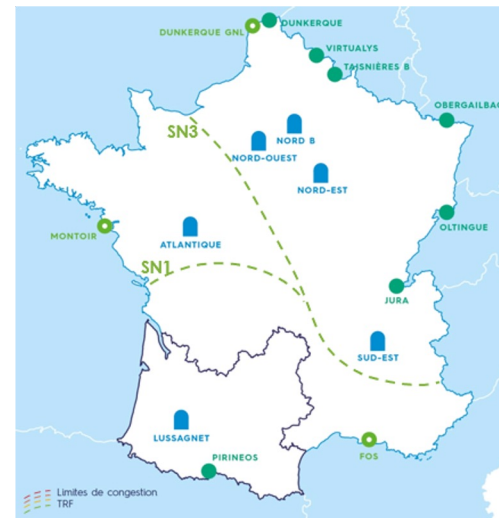 DUNKERQUE GNL
DUNKERQUE
VIRTUALYS
TAISNIÈRES B
OBERGAILBAC
SN3
NORD B
NORD-OUEST
NORD-EST
OLTINGUE
MONTOIR
ATLANTIQUE
SN1
JURA
SUD-EST
LUSSAGNET
PIRINEOS
FOS
Limites de congestion
TRF